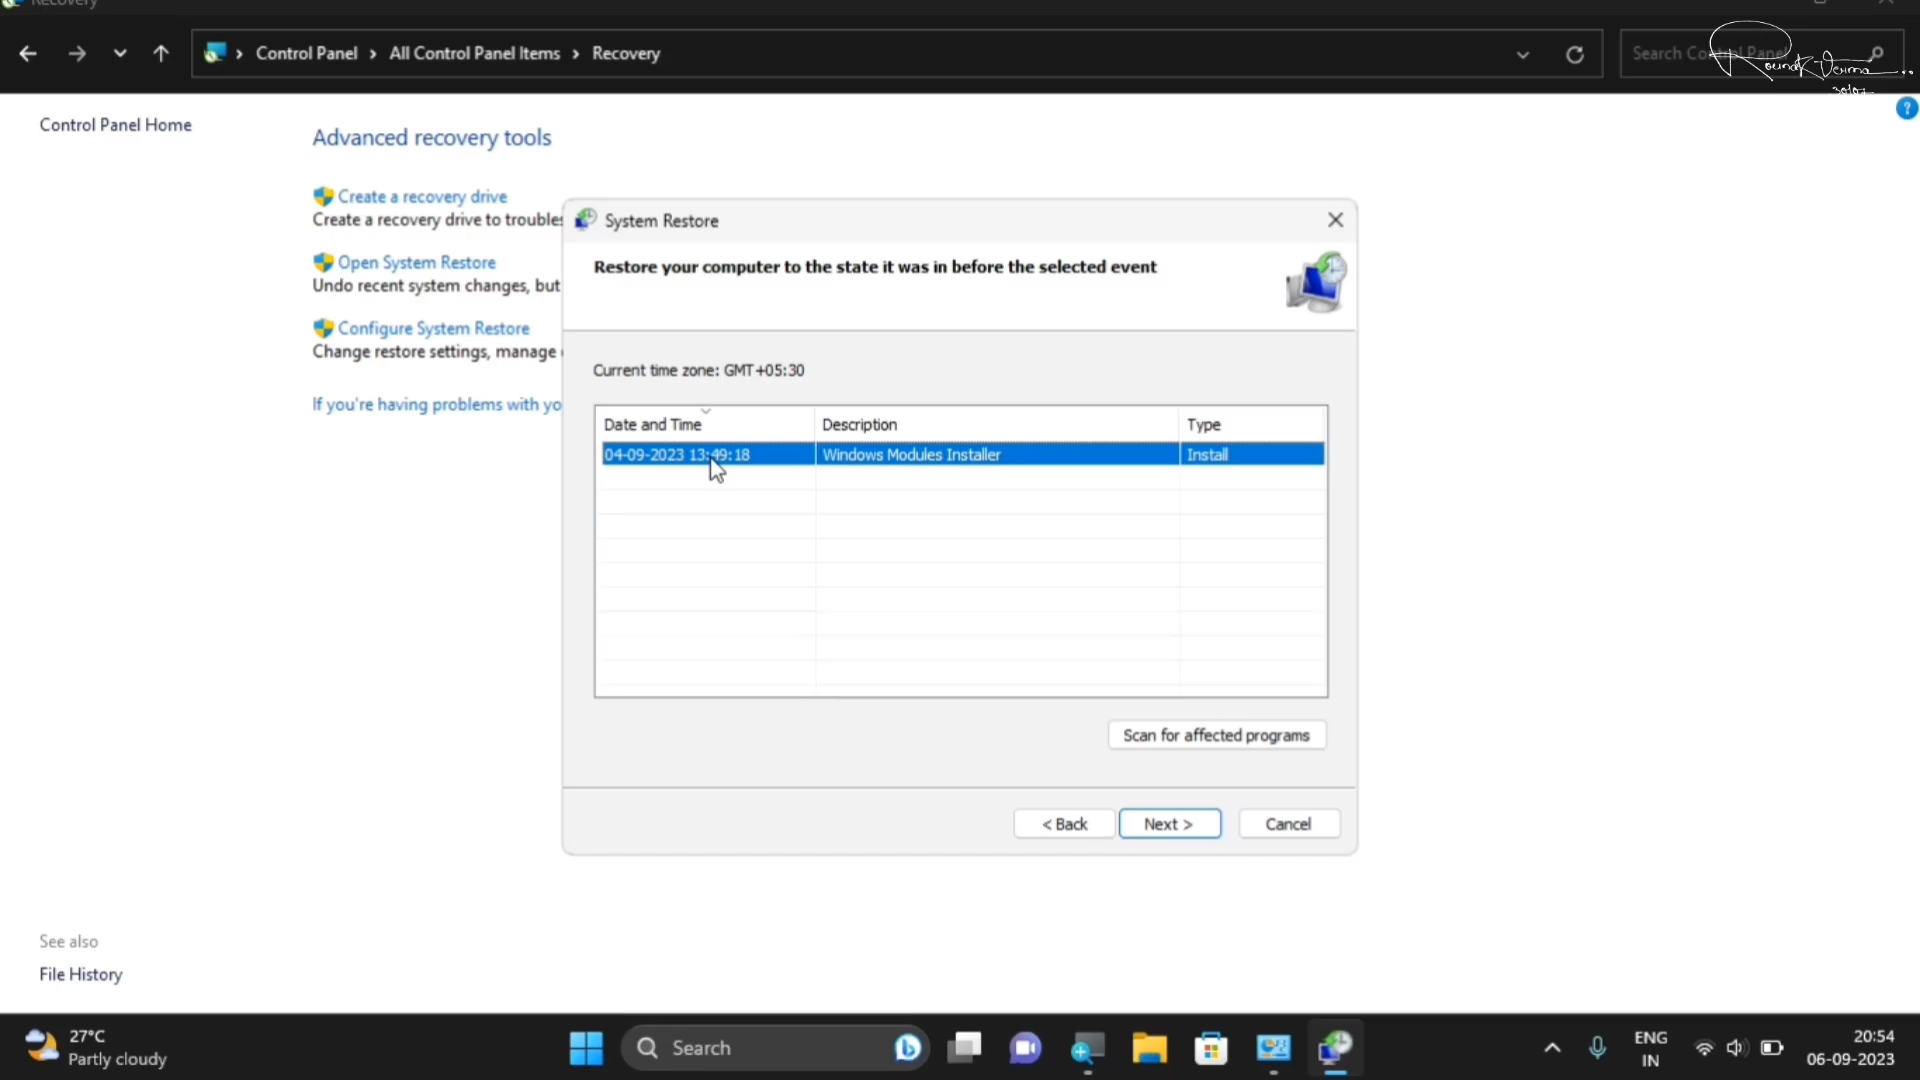 Recovery
Control Panel > All Control Panel Items > Recovery
Search Control Panel
Control Panel Home
Advanced recovery tools
Create a recovery drive
Create a recovery drive to troubles
Open System Restore
Undo recent system changes, but
Configure System Restore
Change restore settings, manage
If you're having problems with yo
System Restore
Restore your computer to the state it was in before the selected event
Current time zone: GMT+05:30
Date and Time Description Type
04-09-2023 13:49:18 Windows Modules Installer Install
Scan for affected programs
< Back Next > Cancel
See also
File History
27°C
Partly cloudy
Search
ENG
IN
20:54
06-09-2023